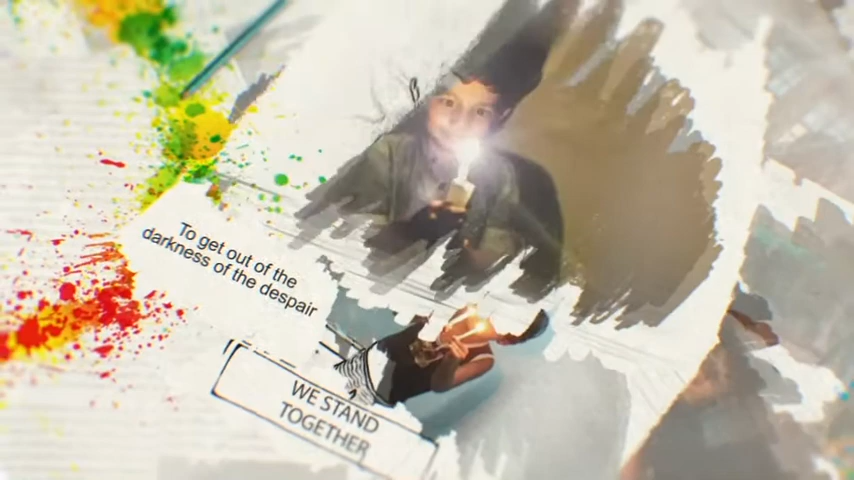 To get out of the
darkness of the despair
WE STAND
TOGETHER